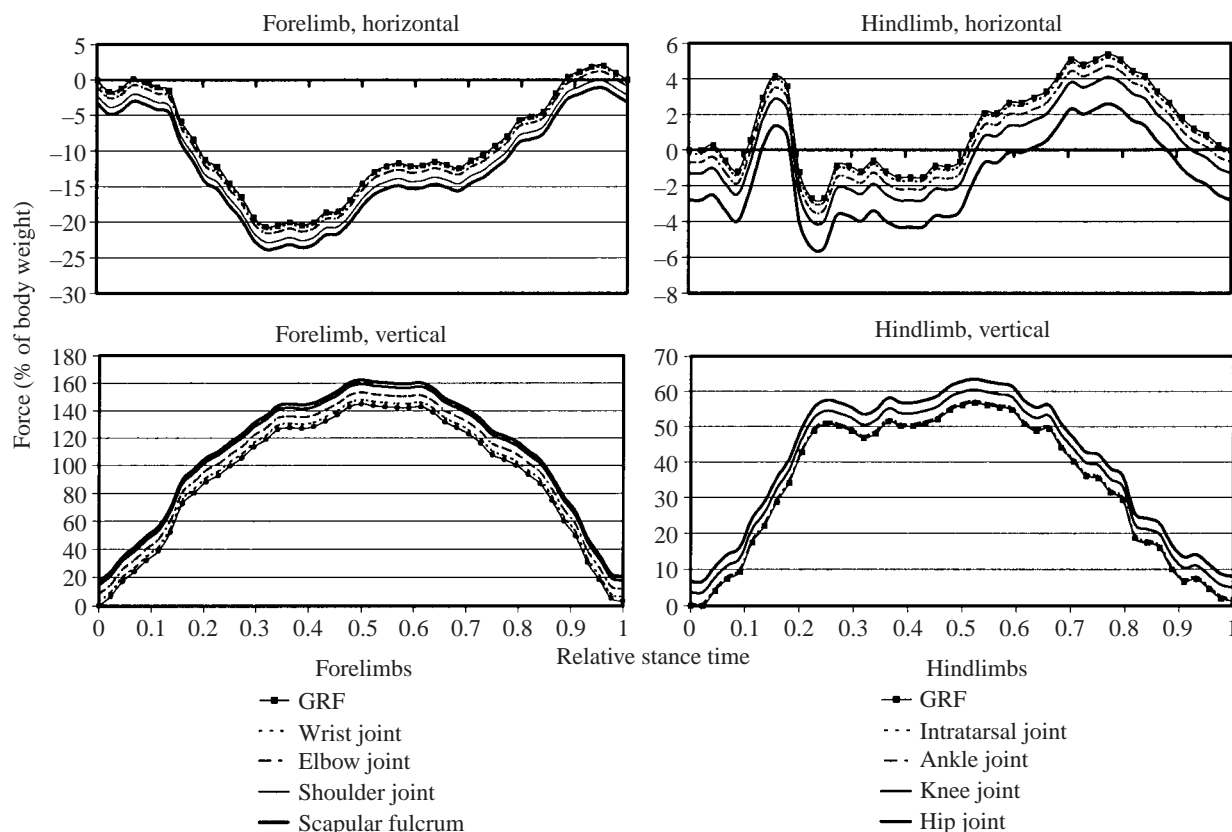 Forelimb, horizontal
5
0
–5
–10
–15
–20
–25
–30
Hindlimb, horizontal
6
4
2
0
–2
–4
–6
–8
Force (% of body weight)
Forelimb, vertical
180
160
140
120
100
80
60
40
20
0
0 0.1 0.2 0.3 0.4 0.5 0.6 0.7 0.8 0.9 1
Hindlimb, vertical
70
60
50
40
30
20
10
0
0 0.1 0.2 0.3 0.4 0.5 0.6 0.7 0.8 0.9 1
Relative stance time
Forelimbs
GRF
Wrist joint
Elbow joint
Shoulder joint
Scapular fulcrum
Hindlimbs
GRF
Intratarsal joint
Ankle joint
Knee joint
Hip joint